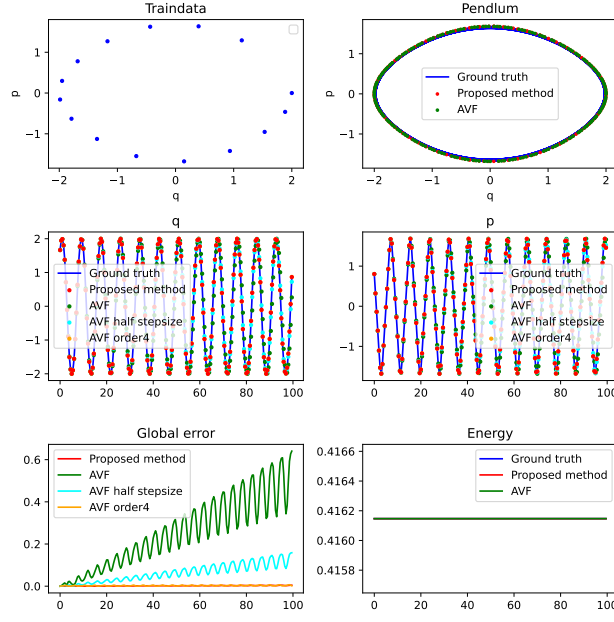 Traindata
1
0
−1
p
−2
−1
0
1
2
q
Pendlum
1
0
−1
p
Ground truth
Proposed method
AVF
−2
−1
0
1
2
q
q
2
1
0
−1
−2
Ground truth
Proposed method
AVF
AVF half stepsize
AVF order4
0
20
40
60
80
100
p
1
0
−1
Ground truth
Proposed method
AVF
AVF half stepsize
AVF order4
0
20
40
60
80
100
Global error
0.6
0.4
0.2
0.0
Proposed method
AVF
AVF half stepsize
AVF order4
0
20
40
60
80
100
Energy
0.4166
0.4164
0.4162
0.4160
0.4158
Ground truth
Proposed method
AVF
0
20
40
60
80
100